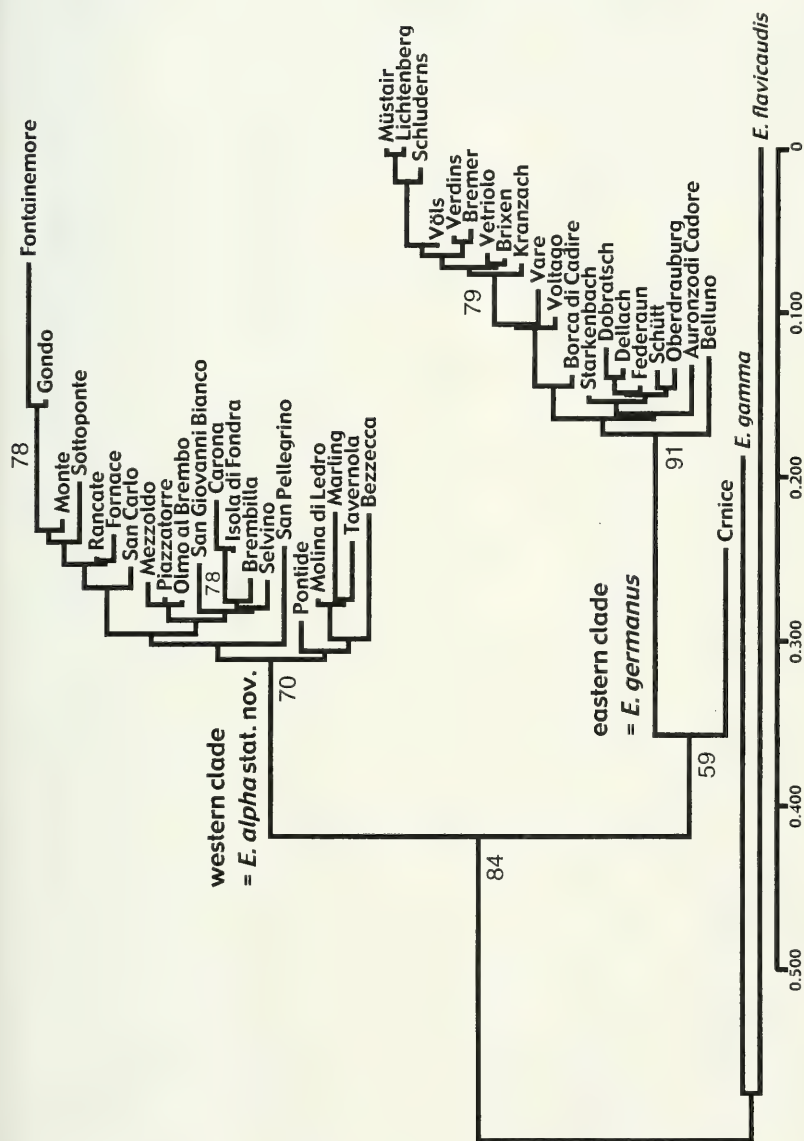 Fontainemore
78
Gondo
Monte
Sottoponte
Rancate
Fornace
San Carlo
Mezzoldo
Piazzatorre
Olmo al Brembo
San Giovanni Bianco
Carona
78
Isola di Fondra
Brembilla
Selvino
San Pellegrino
Pontide
Molina di Ledro
Marling
Tavernola
Bezzecca
70
western clade
= E. alpha stat. nov.
84
Müstair
Lichtenberg
Schluderns
Völs
Verdins
Bremer
Vetriolo
Brixen
Kranzach
79
Vare
Voltago
Borca di Cadire
Starkenbach
Dobratsch
Dellach
Federaun
Schütt
Oberdrauburg
Auronzodi Cadore
Belluno
91
eastern clade
= E. germanus
Crnice
59
E. gamma
E. flavicaudis
0.500
0.400
0.300
0.200
0.100
0